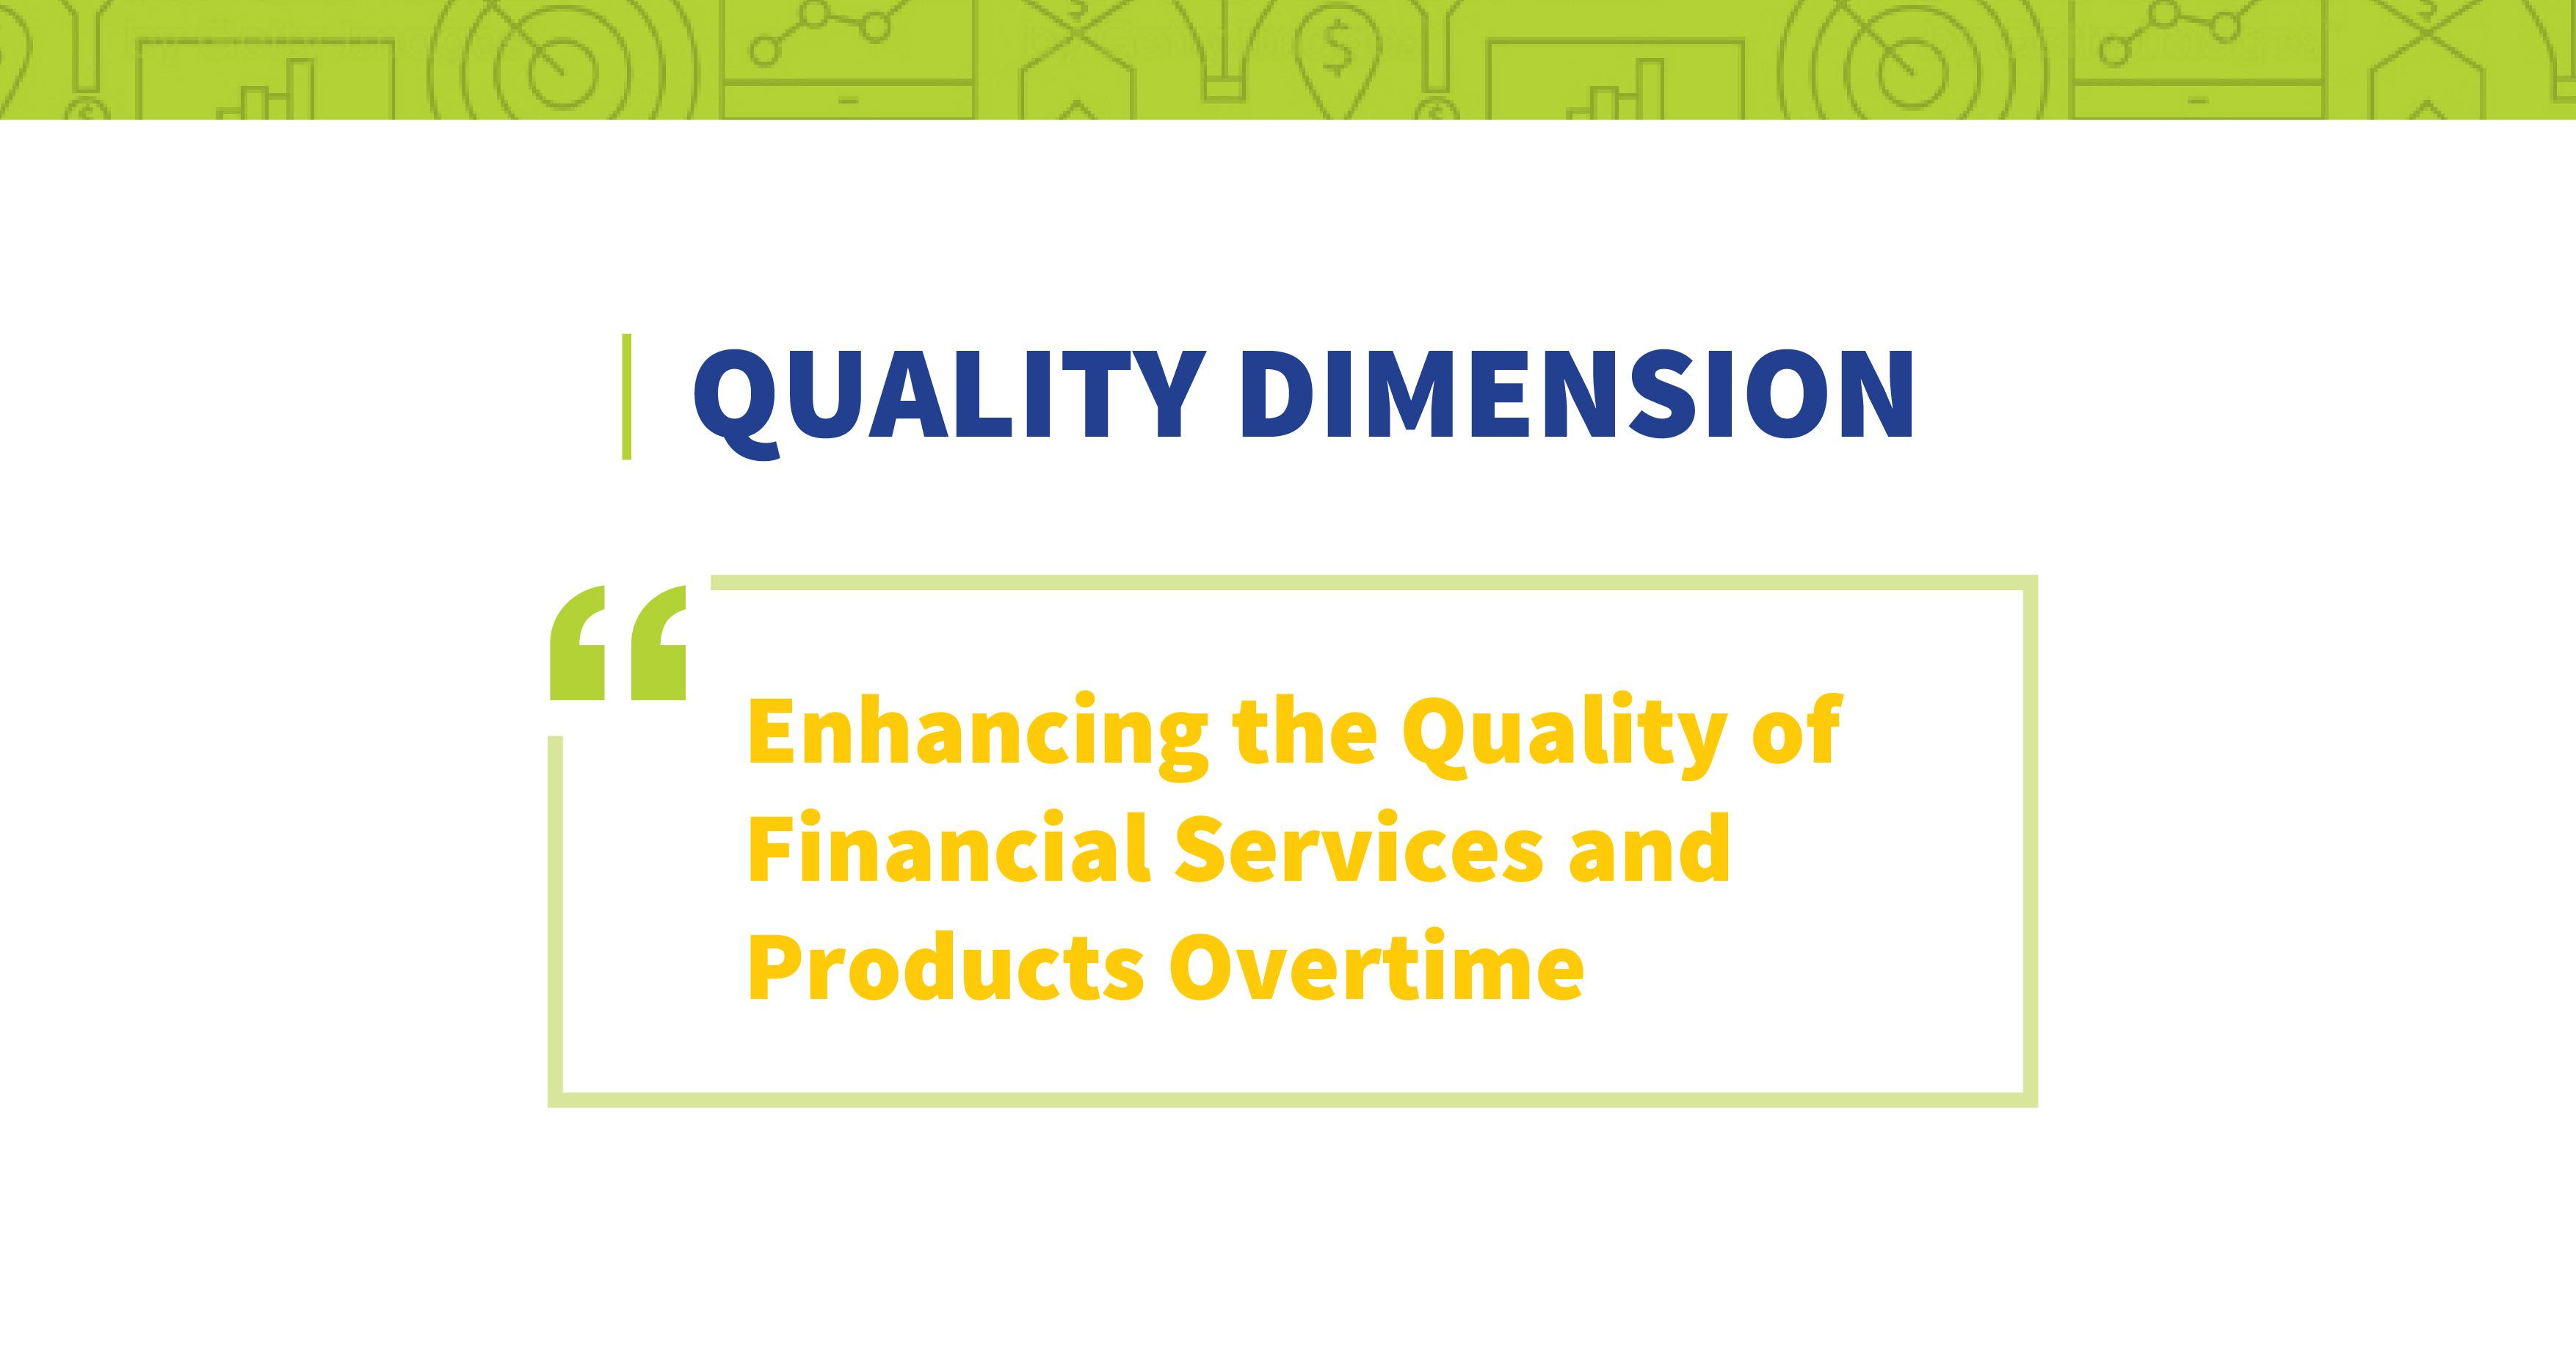 QUALITY DIMENSION
“
Enhancing the Quality of
Financial Services and
Products Overtime